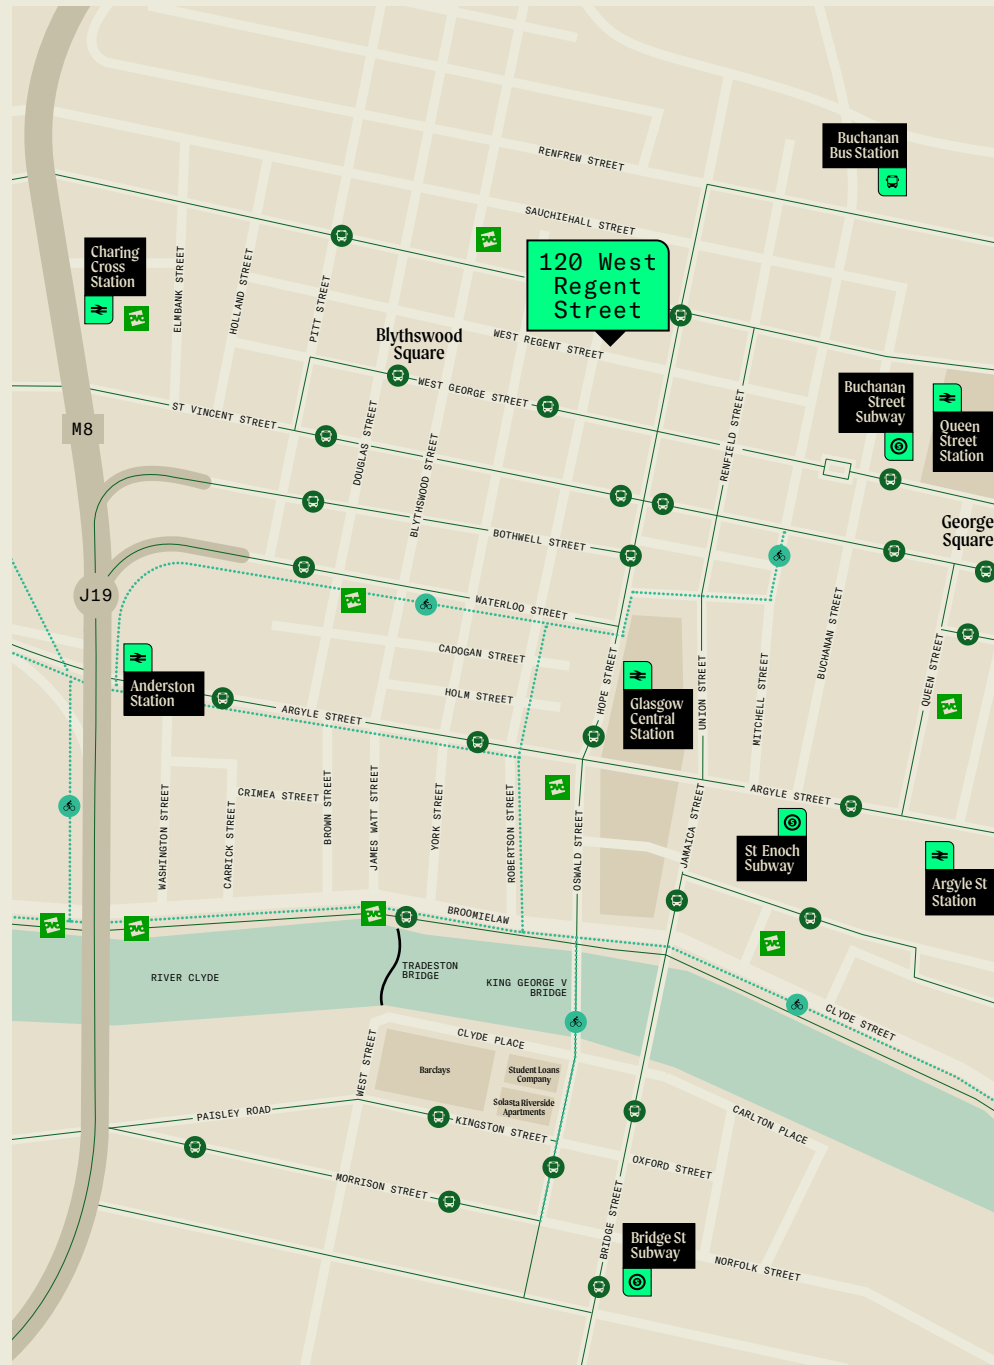 RENFREW STREET
Buchanan
Bus Station
SAUCHIEHALL STREET
Charing
Cross
Station
ELMBANK STREET
HOLLAND STREET
PITT STREET
120 West
Regent
Street
Blythswood
Square
WEST REGENT STREET
WEST GEORGE STREET
ST VINCENT STREET
M8
DOUGLAS STREET
BLYTHSWOOD STREET
RENFIELD STREET
Buchanan
Street
Subway
Queen
Street
Station
George
Square
BOTHWELL STREET
J19
WATERLOO STREET
CADOGAN STREET
HOLM STREET
Anderston
Station
ARGYLE STREET
HOPE STREET
Glasgow
Central
Station
UNION STREET
MITCHELL STREET
BUCHANAN STREET
QUEEN STREET
WASHINGTON STREET
CRIMEA STREET
CARRICK STREET
BROWN STREET
JAMES WATT STREET
YORK STREET
ROBERTSON STREET
OSWALD STREET
JAMAICA STREET
ARGYLE STREET
St Enoch
Subway
Argyle St
Station
BROOMIELAW
RIVER CLYDE
TRADESTON
BRIDGE
KING GEORGE V
BRIDGE
CLYDE STREET
CLYDE PLACE
WEST STREET
Barclays
Student Loans
Company
Solasta Riverside
Apartments
PAISLEY ROAD
KINGSTON STREET
CARLTON PLACE
MORRISON STREET
OXFORD STREET
BRIDGE STREET
Bridge St
Subway
NORFOLK STREET